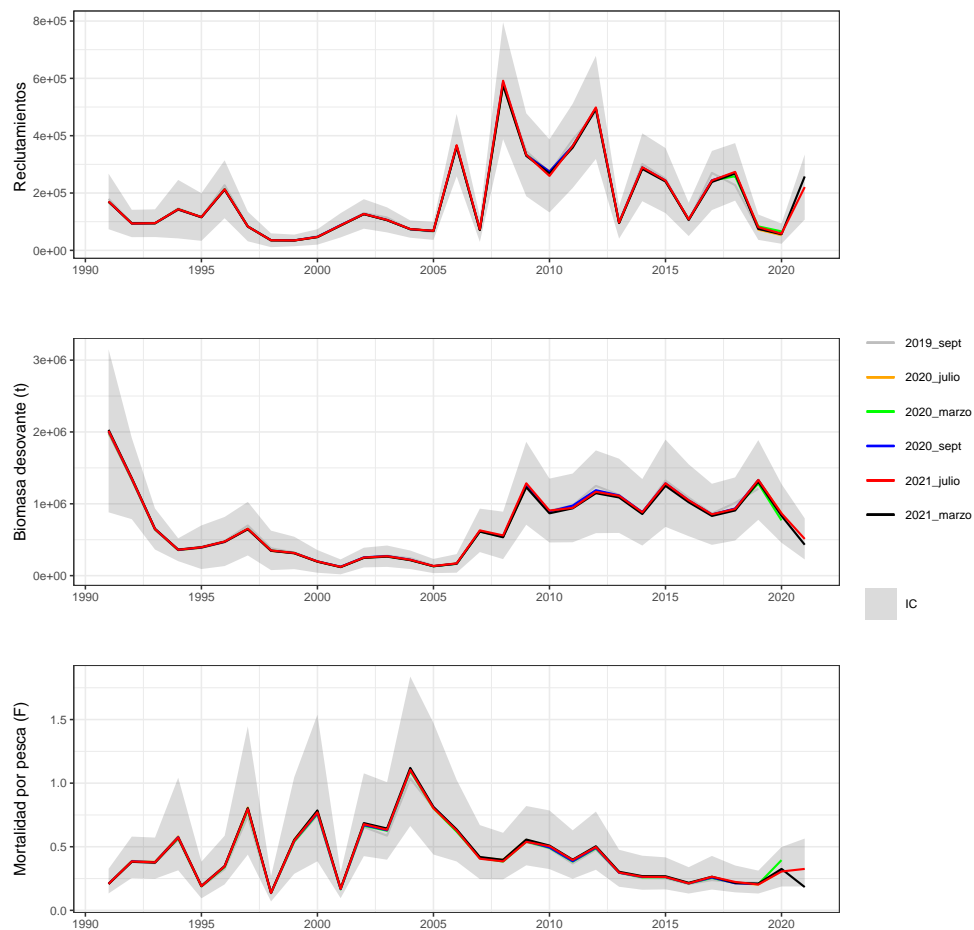 Reclutamientos
8e+05
6e+05
4e+05
2e+05
0e+00
1990 1995 2000 2005 2010 2015 2020
Biomasa desovante (t)
3e+06
2e+06
1e+06
0e+00
1990 1995 2000 2005 2010 2015 2020
2019_sept
2020_julio
2020_marzo
2020_sept
2021_julio
2021_marzo
IC
Mortalidad por pesca (F)
1.5
1.0
0.5
0.0
1990 1995 2000 2005 2010 2015 2020